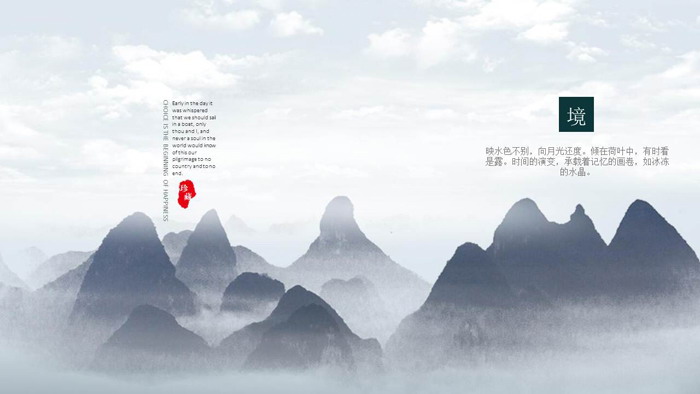 CHOICE IS THE BEGINNING OF HAPPINESS
Early in the day it
was whispered
that we should sail
in a boat, only
thou and I, and
never a soul in the
world would know
of this our
pilgrimage to no
country and to no
end.
珍藏
境
映水色不别，向月光还度。倾在荷叶中，有时看
是露。时间的演变，承载着记忆的画卷，如冰冻
的水晶。